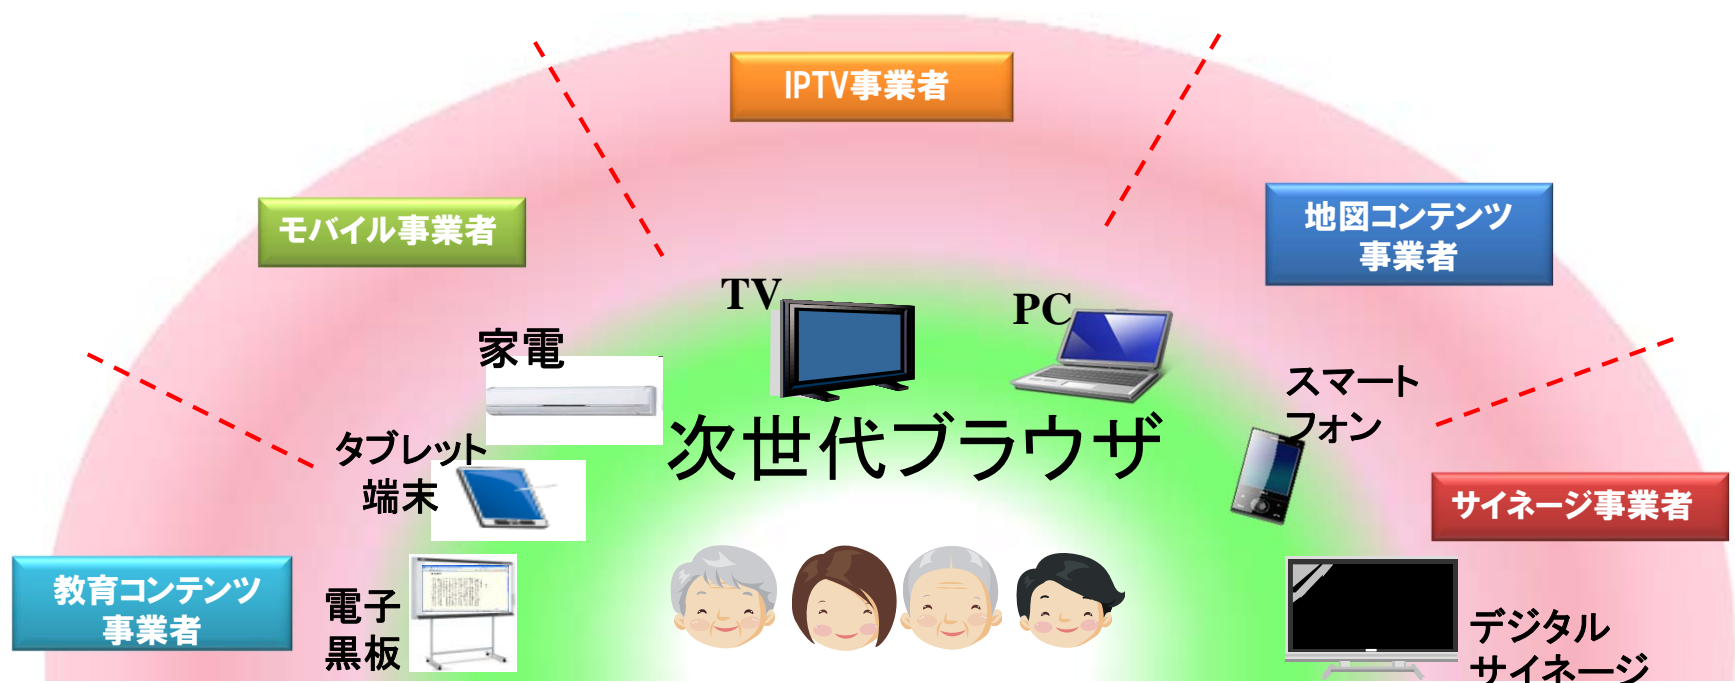 IPTV事業者
モバイル事業者
地図コンテンツ
事業者
TV
PC
家電
スマート
フォン
次世代ブラウザ
タブレット
端末
サイネージ事業者
教育コンテンツ
事業者
電子
黒板
デジタル
サイネージ